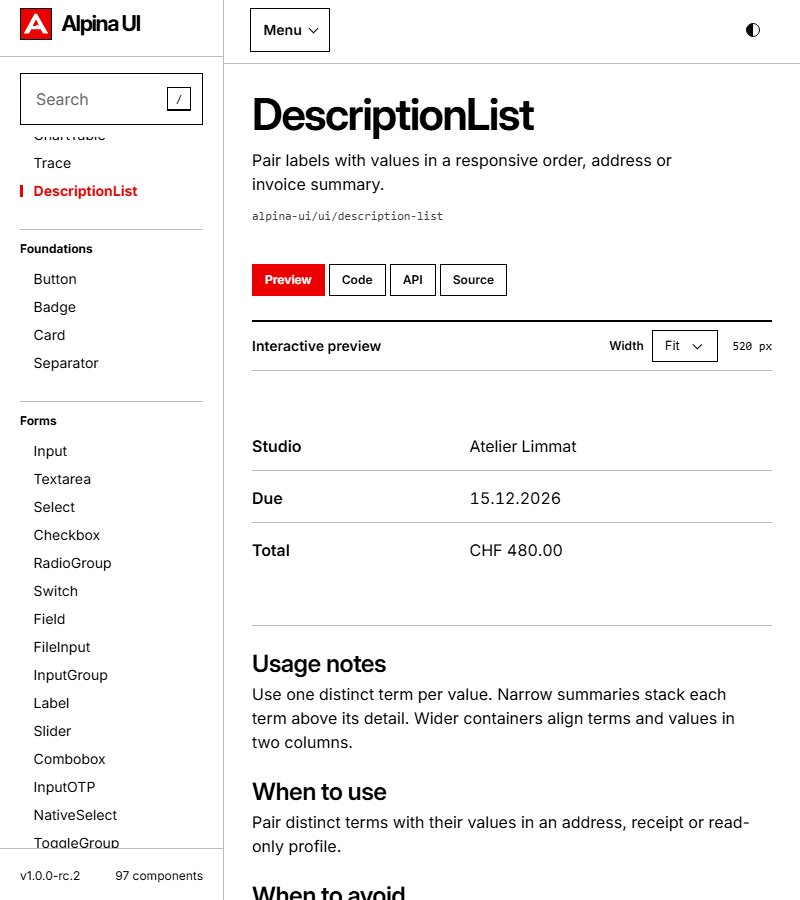 Alpina UI
Search /
ChartTable
Trace
DescriptionList
Foundations
Button
Badge
Card
Separator
Forms
Input
Textarea
Select
Checkbox
RadioGroup
Switch
Field
FileInput
InputGroup
Label
Slider
Combobox
InputOTP
NativeSelect
ToggleGroup
v1.0.0-rc.2 97 components
Menu
DescriptionList
Pair labels with values in a responsive order, address or
invoice summary.
alpina-ui/ui/description-list
Preview Code API Source
Interactive preview Width Fit 520 px
Studio Atelier Limmat
Due 15.12.2026
Total CHF 480.00
Usage notes
Use one distinct term per value. Narrow summaries stack each
term above its detail. Wider containers align terms and values in
two columns.
When to use
Pair distinct terms with their values in an address, receipt or read-
only profile.
When to avoid